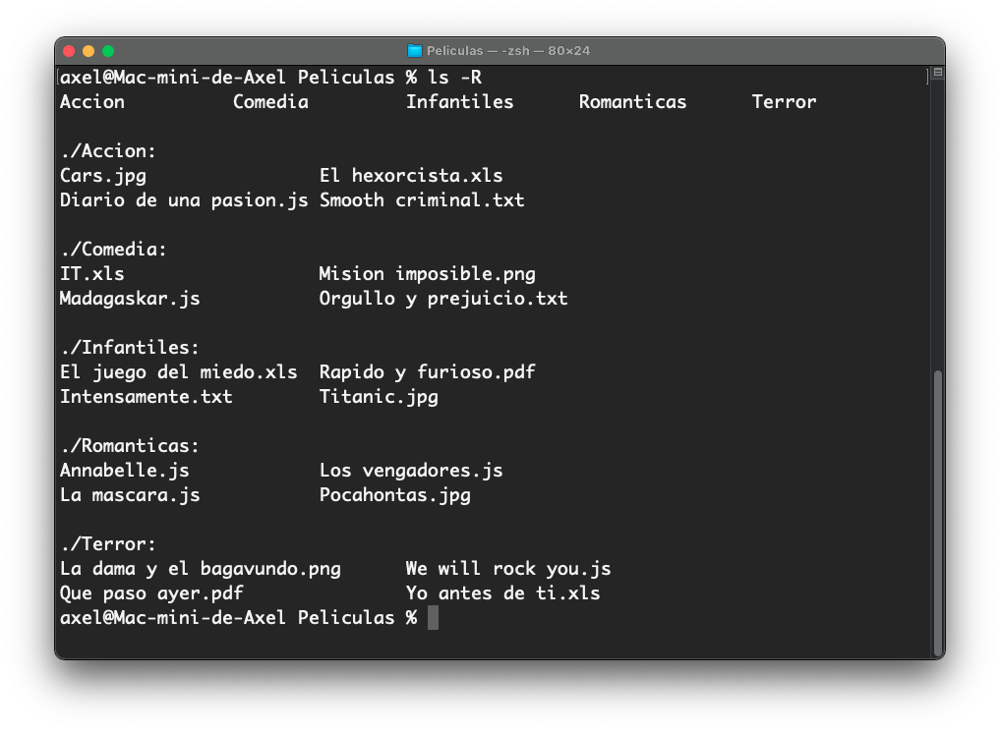 Peliculas — -zsh — 80×24
axel@Mac-mini-de-Axel Peliculas % ls -R
Accion Comedia Infantiles Romanticas Terror
./Accion:
Cars.jpg El hexorcista.xls
Diario de una pasion.js Smooth criminal.txt
./Comedia:
IT.xls Mision imposible.png
Madagaskar.js Orgullo y prejuicio.txt
./Infantiles:
El juego del miedo.xls Rapido y furioso.pdf
Intensamente.txt Titanic.jpg
./Romanticas:
Annabelle.js Los vengadores.js
La mascara.js Pocahontas.jpg
./Terror:
La dama y el bagavundo.png We will rock you.js
Que paso ayer.pdf Yo antes de ti.xls
axel@Mac-mini-de-Axel Peliculas %